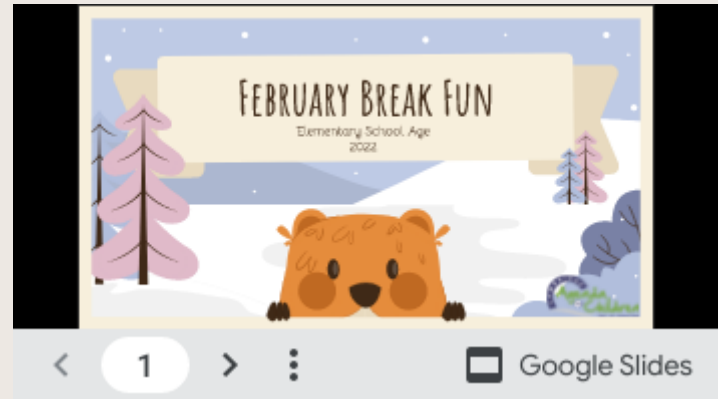 FEBRUARY BREAK FUN
Elementary School Age
2022
1
Google Slides